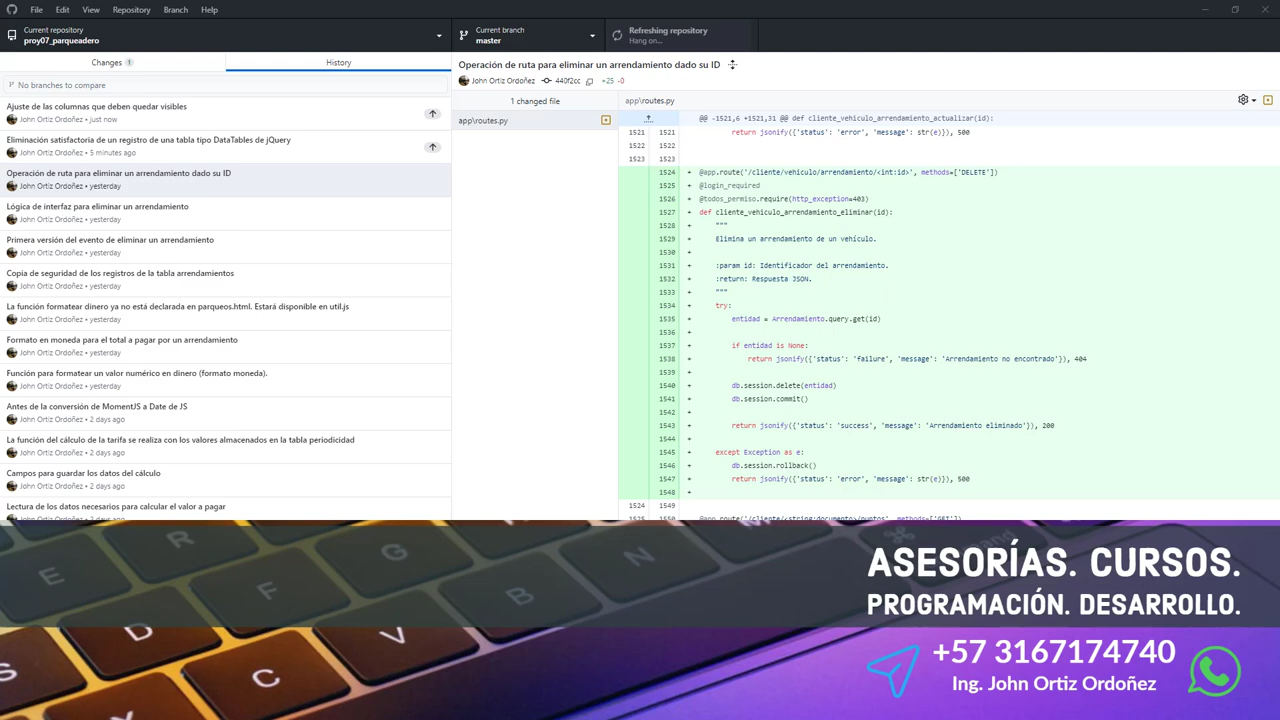 File Edit View Repository Branch Help
Current repository
proy07_parqueadero
Current branch
master
Refreshing repository
Hang on...
Changes 1
History
No branches to compare
Ajuste de las columnas que deben quedar visibles
John Ortiz Ordoñez • just now
Eliminación satisfactoria de un registro de una tabla tipo DataTables de jQuery
John Ortiz Ordoñez • 5 minutes ago
Operación de ruta para eliminar un arrendamiento dado su ID
John Ortiz Ordoñez • yesterday
Lógica de interfaz para eliminar un arrendamiento
John Ortiz Ordoñez • yesterday
Primera versión del evento de eliminar un arrendamiento
John Ortiz Ordoñez • yesterday
Copia de seguridad de los registros de la tabla arrendamientos
John Ortiz Ordoñez • yesterday
La función formatear dinero ya no está declarada en parqueos.html. Estará disponible en util.js
John Ortiz Ordoñez • yesterday
Formato en moneda para el total a pagar por un arrendamiento
John Ortiz Ordoñez • yesterday
Función para formatear un valor numérico en dinero (formato moneda).
John Ortiz Ordoñez • yesterday
Antes de la conversión de MomentJS a Date de JS
John Ortiz Ordoñez • 2 days ago
La función del cálculo de la tarifa se realiza con los valores almacenados en la tabla periodicidad
John Ortiz Ordoñez • 2 days ago
Campos para guardar los datos del cálculo
John Ortiz Ordoñez • 2 days ago
Lectura de los datos necesarios para calcular el valor a pagar
John Ortiz Ordoñez • 2 days ago
Operación de ruta para eliminar un arrendamiento dado su ID
John Ortiz Ordoñez 440f2cc +25 -0
1 changed file
app\routes.py
app\routes.py
@@ -1521,6 +1521,31 @@ def cliente_vehiculo_arrendamiento_actualizar(id):
1521 1521 return jsonify({'status': 'error', 'message': str(e)}), 500
1522 1522
1523 1523
1524 + @app.route('/cliente/vehiculo/arrendamiento/<int:id>', methods=['DELETE'])
1525 + @login_required
1526 + @todos_permiso.require(http_exception=403)
1527 + def cliente_vehiculo_arrendamiento_eliminar(id):
1528 + """
1529 + Elimina un arrendamiento de un vehículo.
1530 +
1531 + :param id: Identificador del arrendamiento.
1532 + :return: Respuesta JSON.
1533 + """
1534 + try:
1535 + entidad = Arrendamiento.query.get(id)
1536 +
1537 + if entidad is None:
1538 + return jsonify({'status': 'failure', 'message': 'Arrendamiento no encontrado'}), 404
1539 +
1540 + db.session.delete(entidad)
1541 + db.session.commit()
1542 +
1543 + return jsonify({'status': 'success', 'message': 'Arrendamiento eliminado'}), 200
1544 +
1545 + except Exception as e:
1546 + db.session.rollback()
1547 + return jsonify({'status': 'error', 'message': str(e)}), 500
1548 +
1524 1549
1525 1550 @app.route('/cliente/<string:documento>/puntos', methods=['GET'])
E R F G B N D C V
ASESORÍAS. CURSOS.
PROGRAMACIÓN. DESARROLLO.
+57 3167174740
Ing. John Ortiz Ordoñez